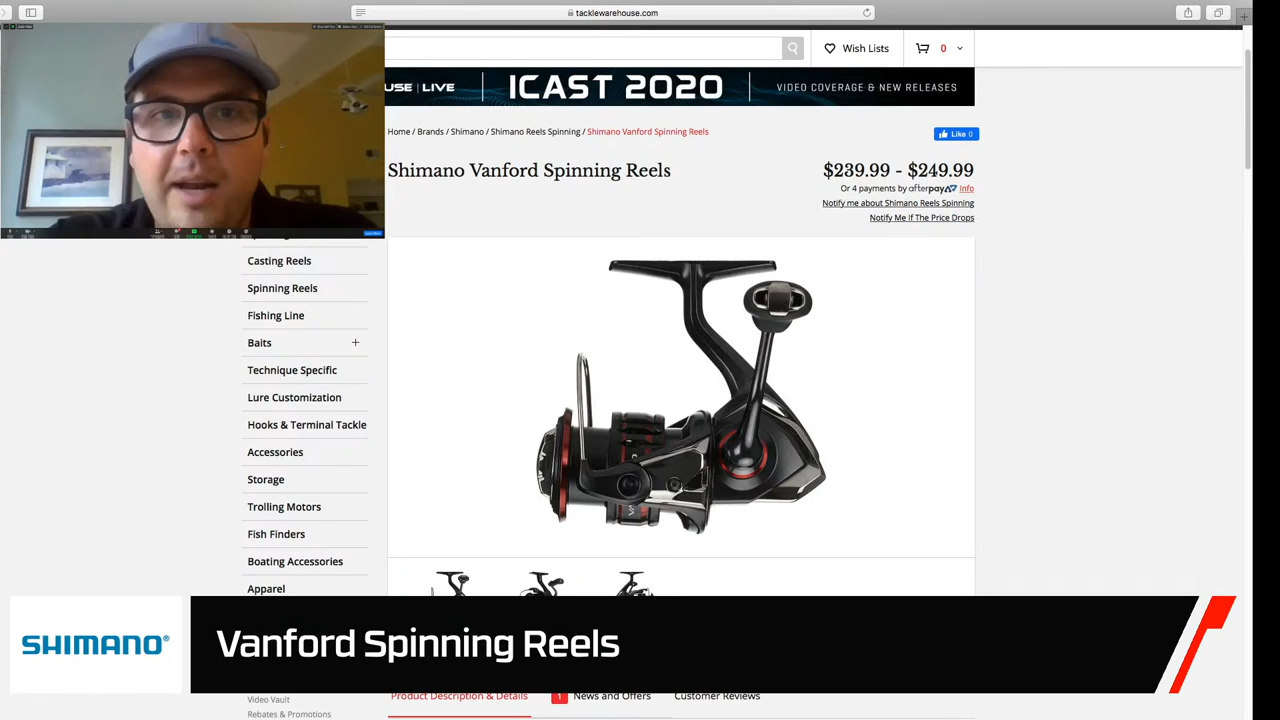 tacklewarehouse.com
Wish Lists
0
USE LIVE
ICAST 2020
VIDEO COVERAGE & NEW RELEASES
Home / Brands / Shimano / Shimano Reels Spinning / Shimano Vanford Spinning Reels
Like 0
Shimano Vanford Spinning Reels
$239.99 - $249.99
Or 4 payments by afterpay Info
Notify me about Shimano Reels Spinning
Notify Me If The Price Drops
Casting Reels
Spinning Reels
Fishing Line
Baits
Technique Specific
Lure Customization
Hooks & Terminal Tackle
Accessories
Storage
Trolling Motors
Fish Finders
Boating Accessories
Apparel
SHIMANO®
Vanford Spinning Reels
Product Description & Details
1 News and Offers
Customer Reviews
Video Vault
Rebates & Promotions